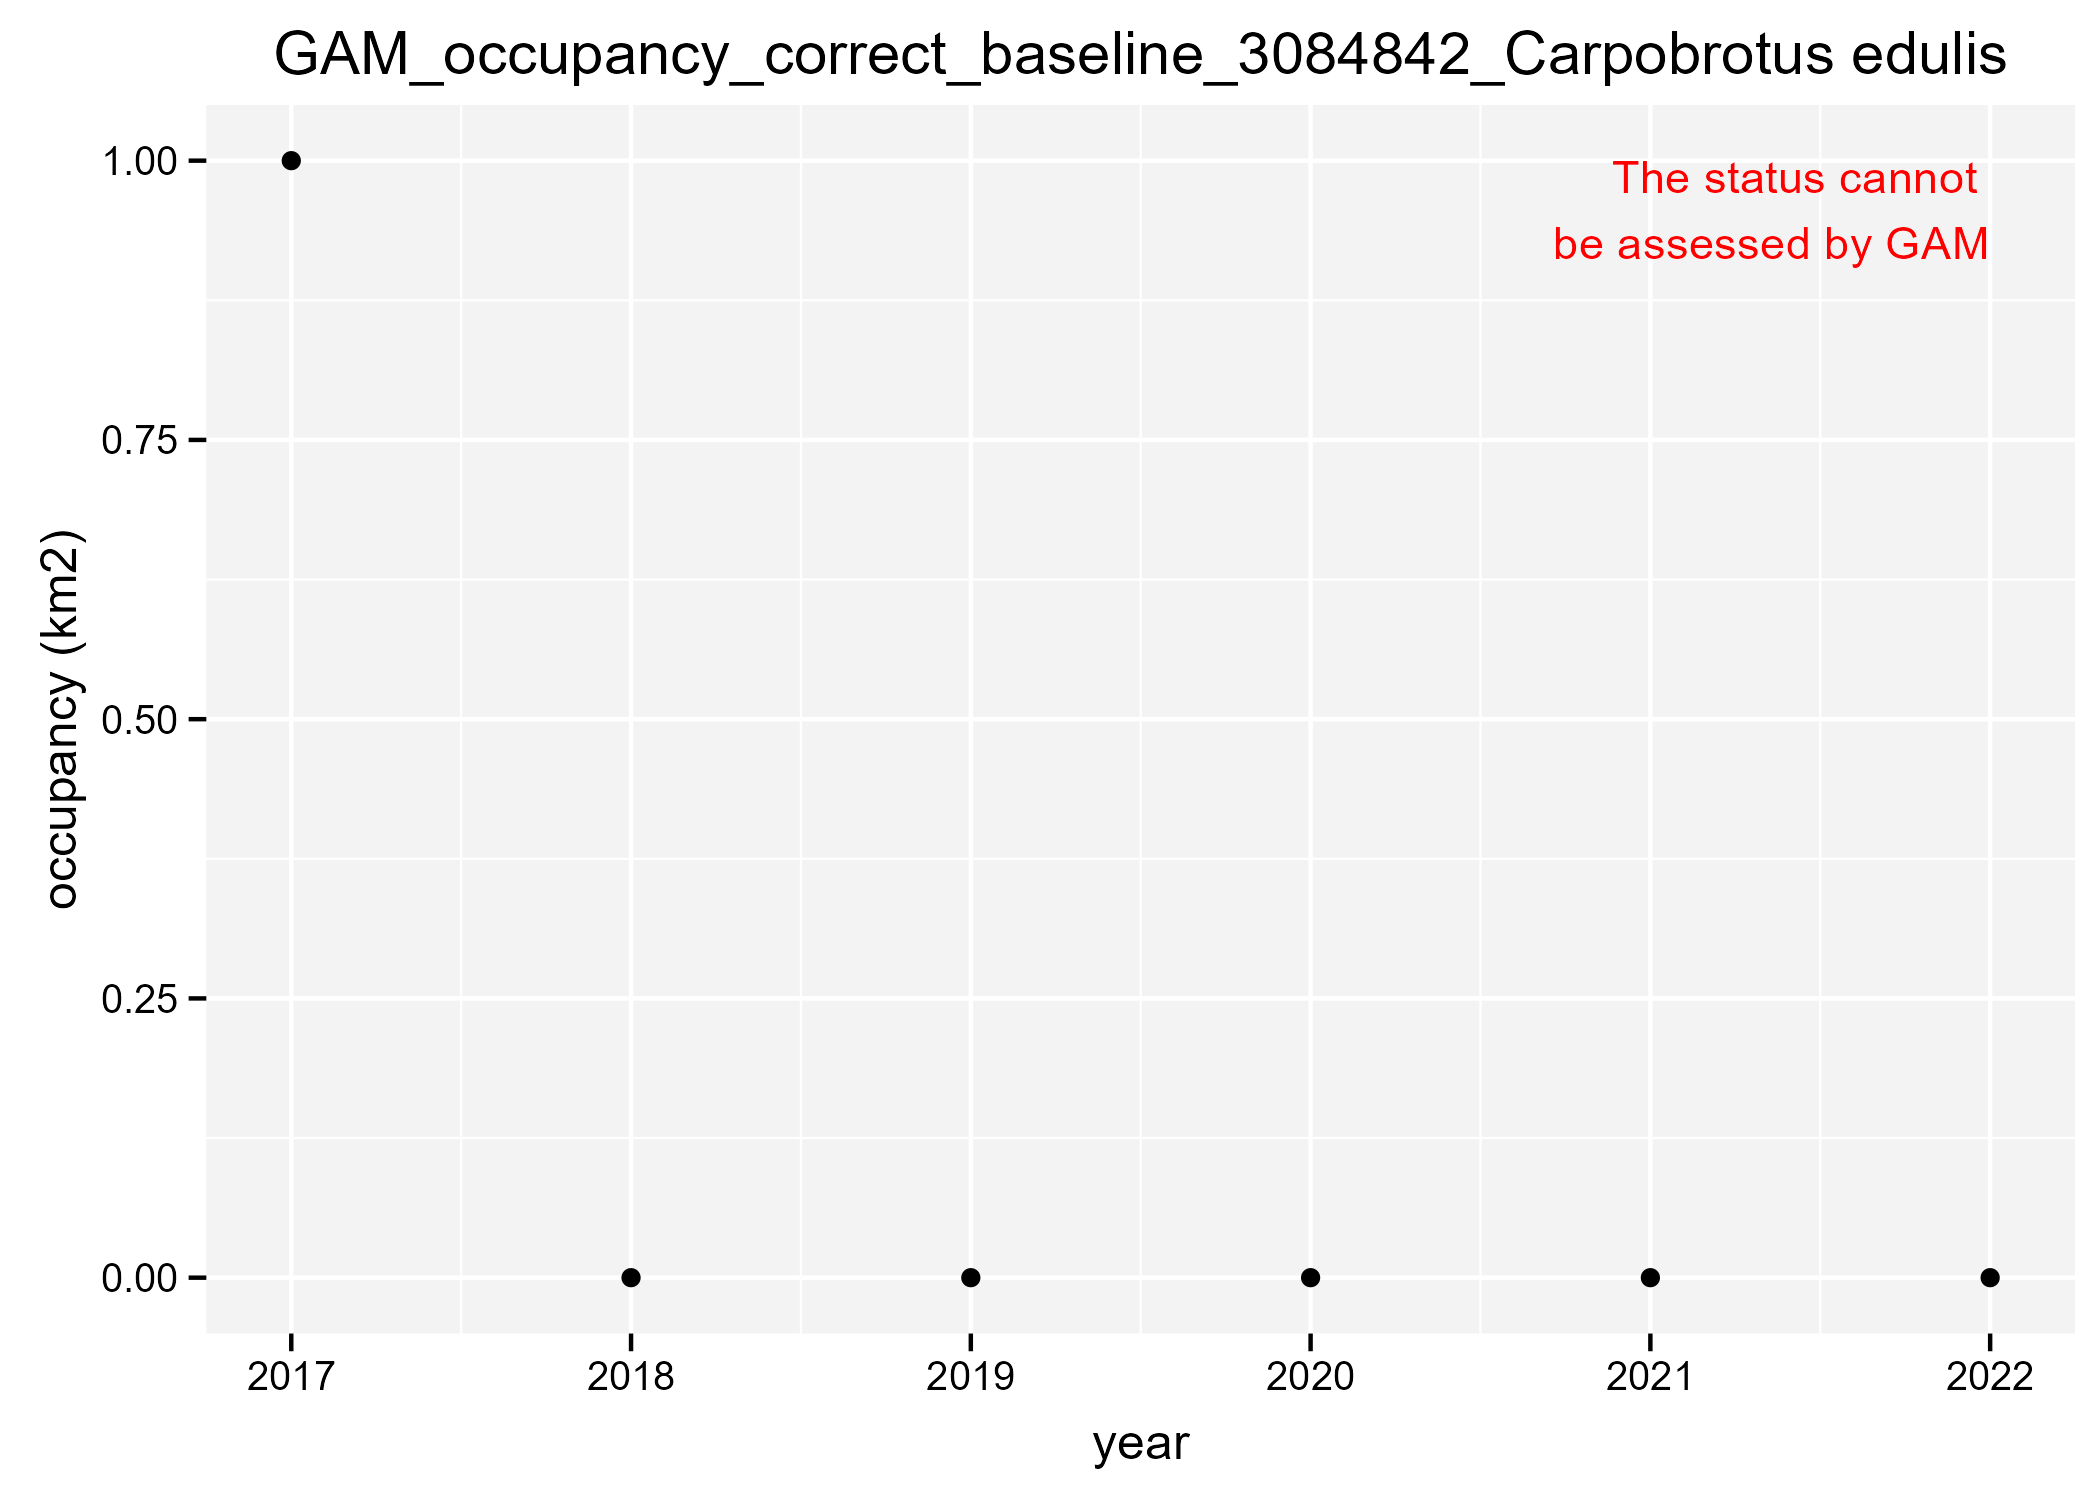 GAM_occupancy_correct_baseline_3084842_Carpobrotus edulis
1.00
The status cannot
be assessed by GAM
0.75
occupancy (km2)
0.50
0.25
0.00
2017 2018 2019 2020 2021 2022
year